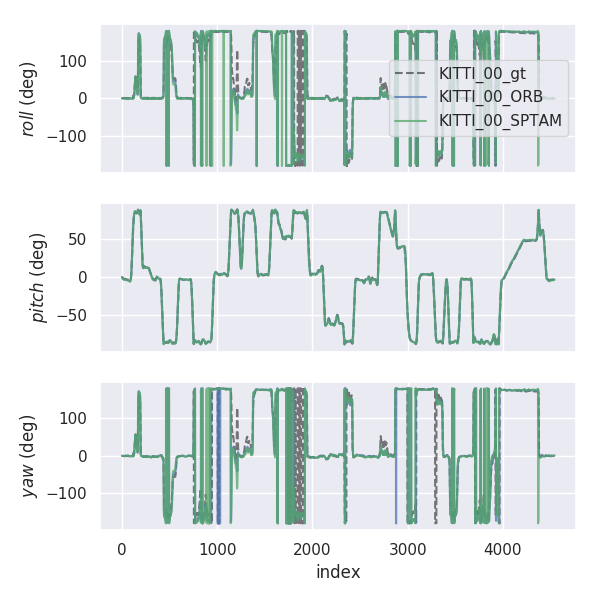 roll (deg)
100
0
−100
KITTI_00_gt
KITTI_00_ORB
KITTI_00_SPTAM
pitch (deg)
50
0
−50
yaw (deg)
100
0
−100
0 1000 2000 3000 4000
index